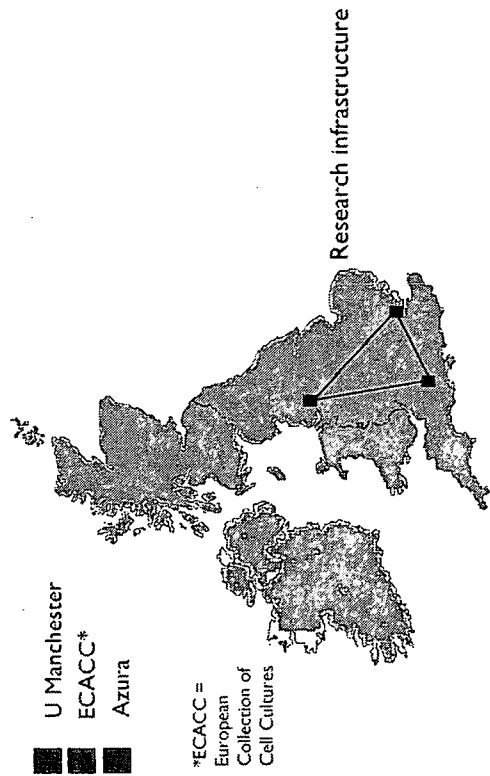 U Manchester
ECACC*
Azura
*ECACC =
European
Collection of
Cell Cultures
Research infrastructure